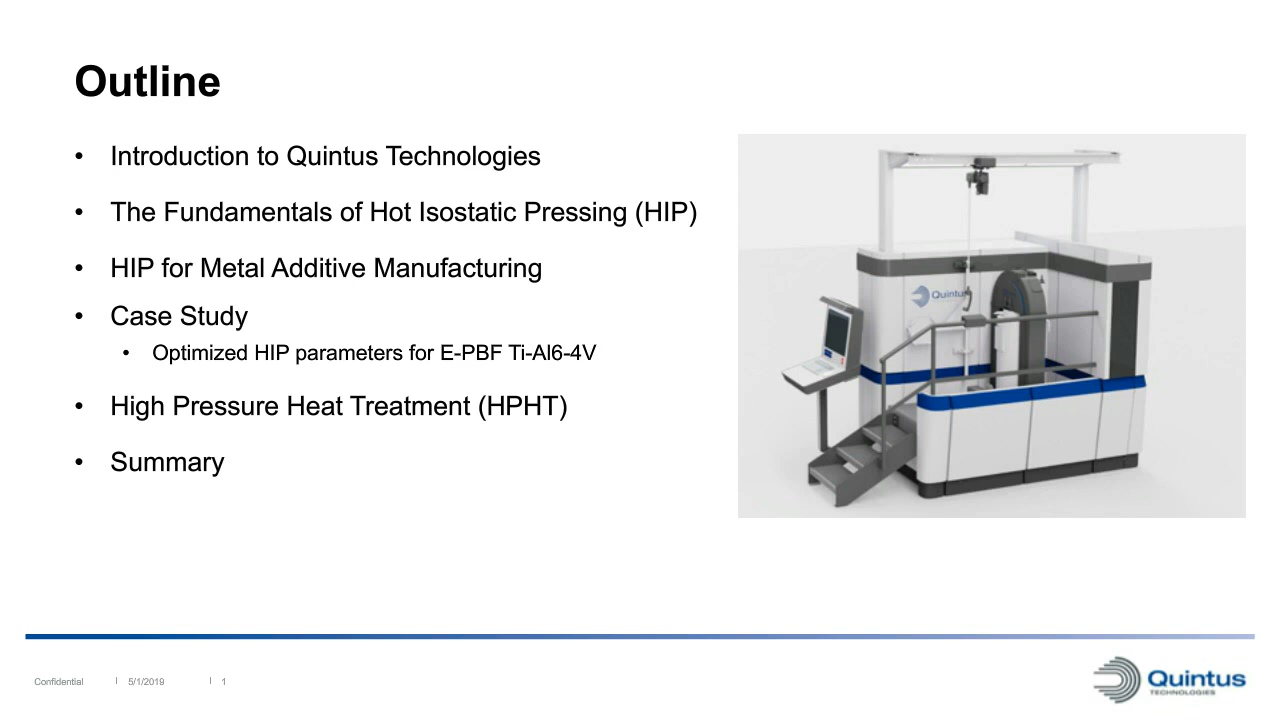 Outline
• Introduction to Quintus Technologies
• The Fundamentals of Hot Isostatic Pressing (HIP)
• HIP for Metal Additive Manufacturing
• Case Study
• Optimized HIP parameters for E-PBF Ti-Al6-4V
• High Pressure Heat Treatment (HPHT)
• Summary
Quintus
Confidential | 5/1/2019 | 1
Quintus
TECHNOLOGIES